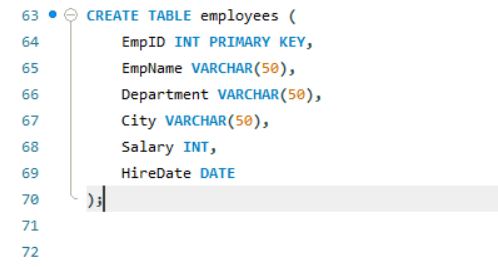 63 CREATE TABLE employees (
64 EmpID INT PRIMARY KEY,
65 EmpName VARCHAR(50),
66 Department VARCHAR(50),
67 City VARCHAR(50),
68 Salary INT,
69 HireDate DATE
70 );
71
72